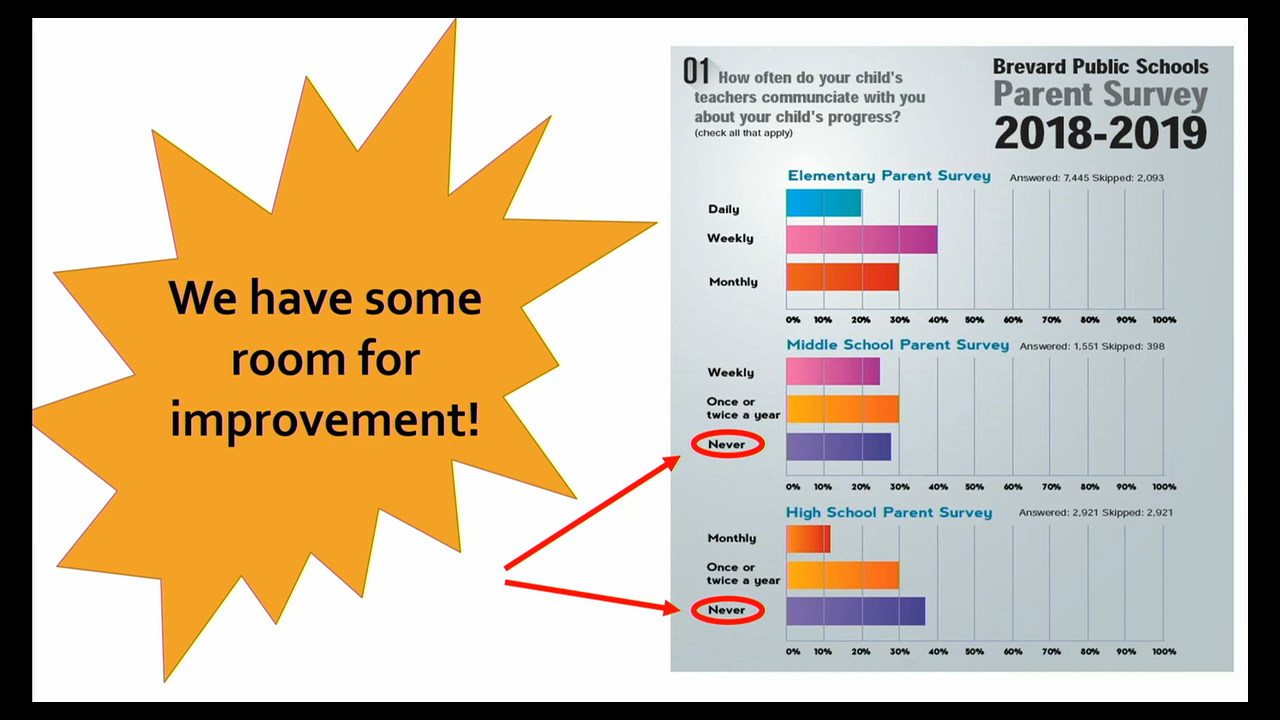 We have some
room for
improvement!
01 How often do your child's
teachers communciate with you
about your child's progress?
(check all that apply)
Brevard Public Schools
Parent Survey
2018-2019
Elementary Parent Survey Answered: 7,445 Skipped: 2,093
Daily
Weekly
Monthly
0% 10% 20% 30% 40% 50% 60% 70% 80% 90% 100%
Middle School Parent Survey Answered: 1,551 Skipped: 398
Weekly
Once or
twice a year
Never
0% 10% 20% 30% 40% 50% 60% 70% 80% 90% 100%
High School Parent Survey Answered: 2,921 Skipped: 2,921
Monthly
Once or
twice a year
Never
0% 10% 20% 30% 40% 50% 60% 70% 80% 90% 100%